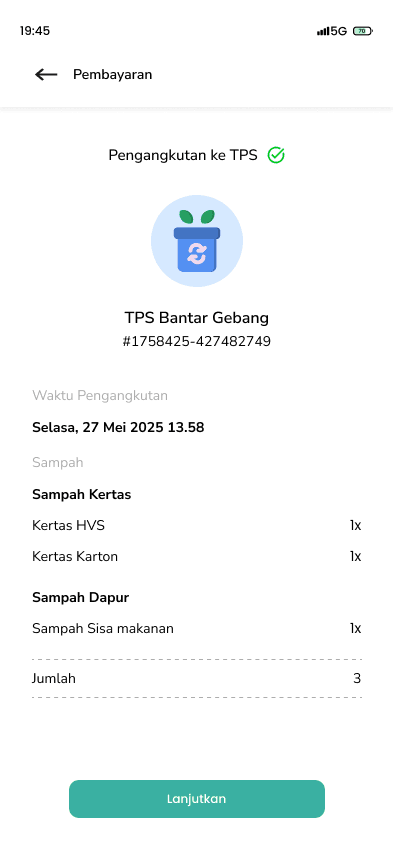 19:45
5G 70
Pembayaran
Pengangkutan ke TPS
TPS Bantar Gebang
#1758425-427482749
Waktu Pengangkutan
Selasa, 27 Mei 2025 13.58
Sampah
Sampah Kertas
Kertas HVS 1x
Kertas Karton 1x
Sampah Dapur
Sampah Sisa makanan 1x
Jumlah 3
Lanjutkan